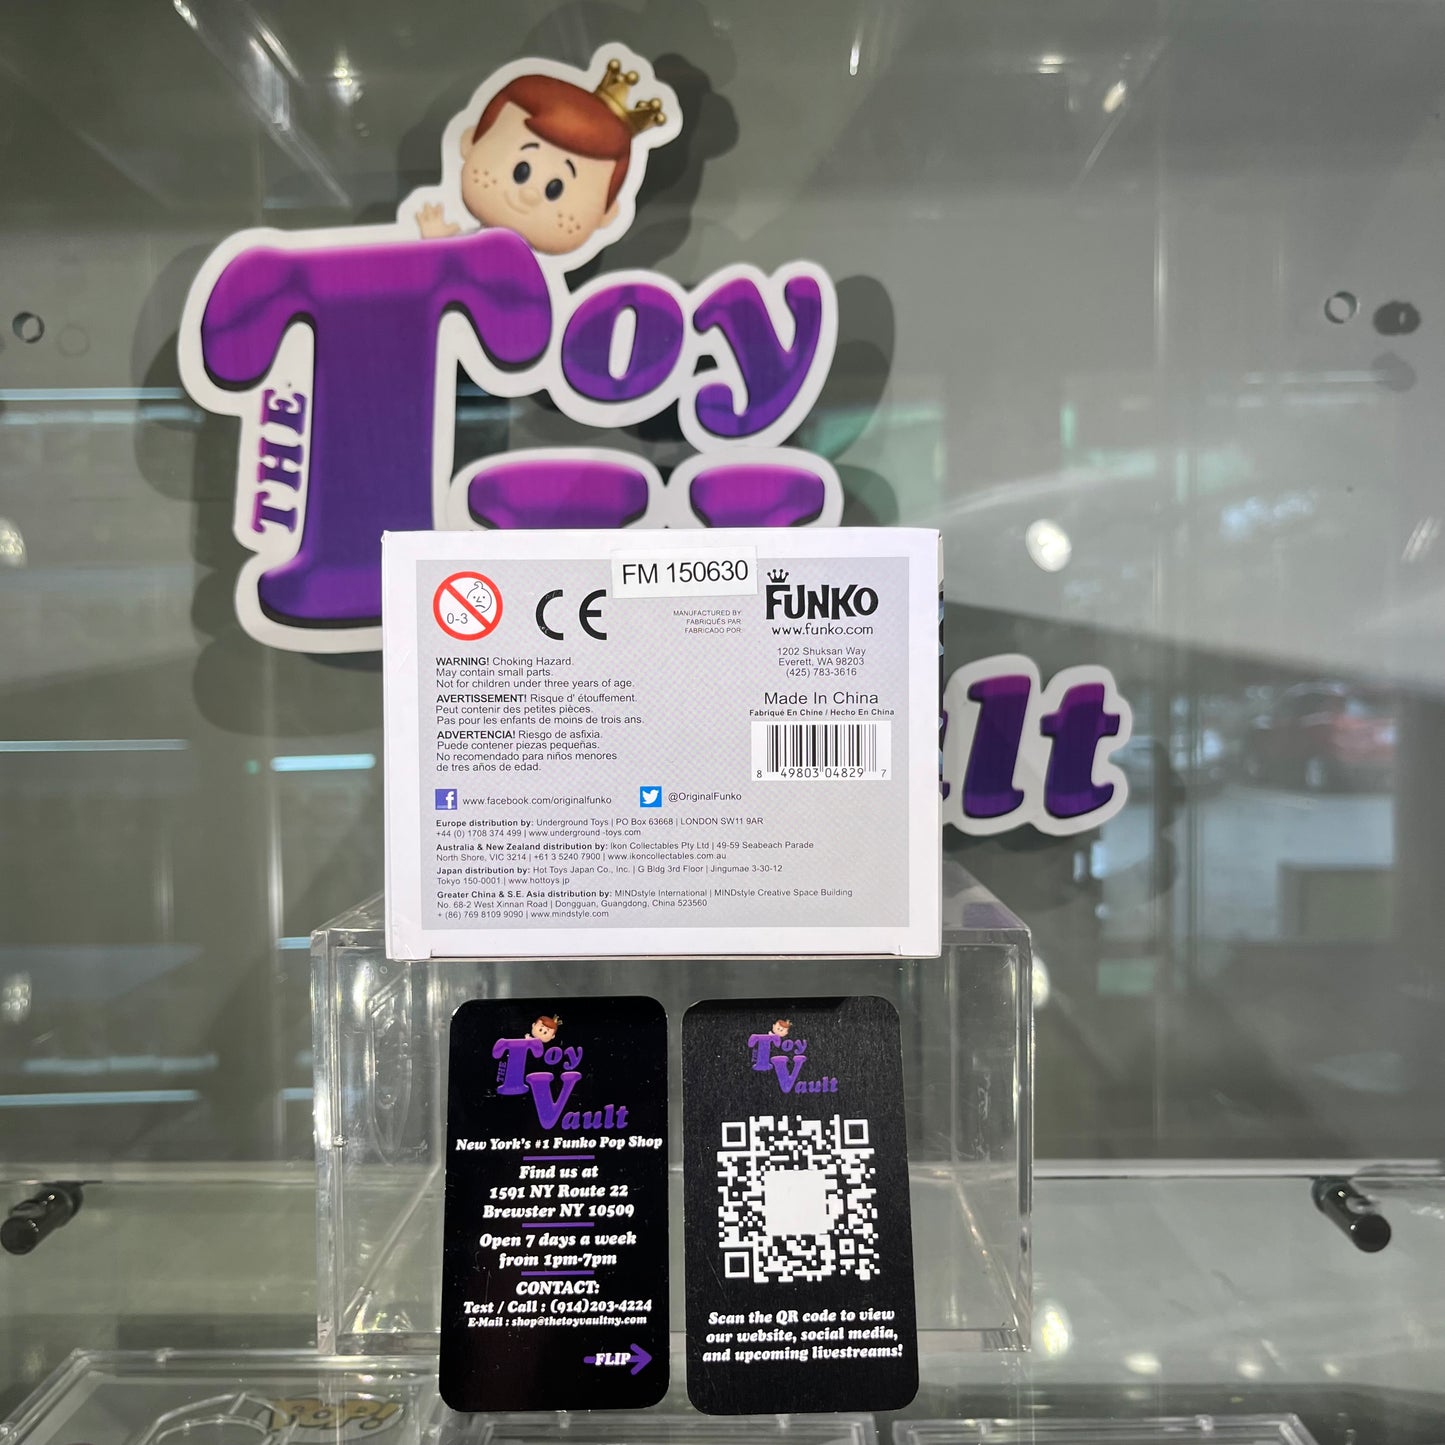 THE Toy
ult
FM 150630
0-3
CE
MANUFACTURED BY:
FABRIQUÉS PAR
FABRICADO POR:
FUNKO
www.funko.com
1202 Shuksan Way
Everett, WA 98203
(425) 783-3616
Made In China
Fabriqué En Chine / Hecho En China
8 49803 04829 7
WARNING! Choking Hazard.
May contain small parts.
Not for children under three years of age.
AVERTISSEMENT! Risque d' étouffement.
Peut contenir des petites pièces.
Pas pour les enfants de moins de trois ans.
ADVERTENCIA! Riesgo de asfixia.
Puede contener piezas pequeñas.
No recomendado para niños menores
de tres años de edad.
f www.facebook.com/originalfunko
@OriginalFunko
Europe distribution by: Underground Toys | PO Box 63668 | LONDON SW11 9AR
+44 (0) 1708 374 499 | www.underground-toys.com
Australia & New Zealand distribution by: ikon Collectables Pty Ltd | 49-59 Seabeach Parade
North Shore, VIC 3214 | +61 3 5240 7900 | www.ikoncollectables.com.au
Japan distribution by: Hot Toys Japan Co., Inc. | G Bldg 3rd Floor | Jingumae 3-30-12
Tokyo 150-0001 | www.hottoys.jp
Greater China & S.E. Asia distribution by: MINDstyle International | MINDstyle Creative Space Building
No. 68-2 West Xinnan Road | Dongguan, Guangdong, China 523560
+ (86) 769 8109 9090 | www.mindstyle.com
THE Toy
Vault
New York's #1 Funko Pop Shop
Find us at
1591 NY Route 22
Brewster NY 10509
Open 7 days a week
from 1pm-7pm
CONTACT:
Text / Call : (914)203-4224
E-Mail : shop@thetoyvaultny.com
FLIP
THE Toy
Vault
Scan the QR code to view
our website, social media,
and upcoming livestreams!
POP!